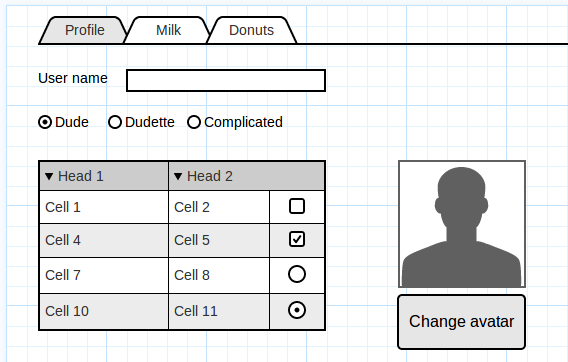 Profile Milk Donuts
User name
Dude Dudette Complicated
Head 1 Head 2
Cell 1 Cell 2
Cell 4 Cell 5
Cell 7 Cell 8
Cell 10 Cell 11
Change avatar